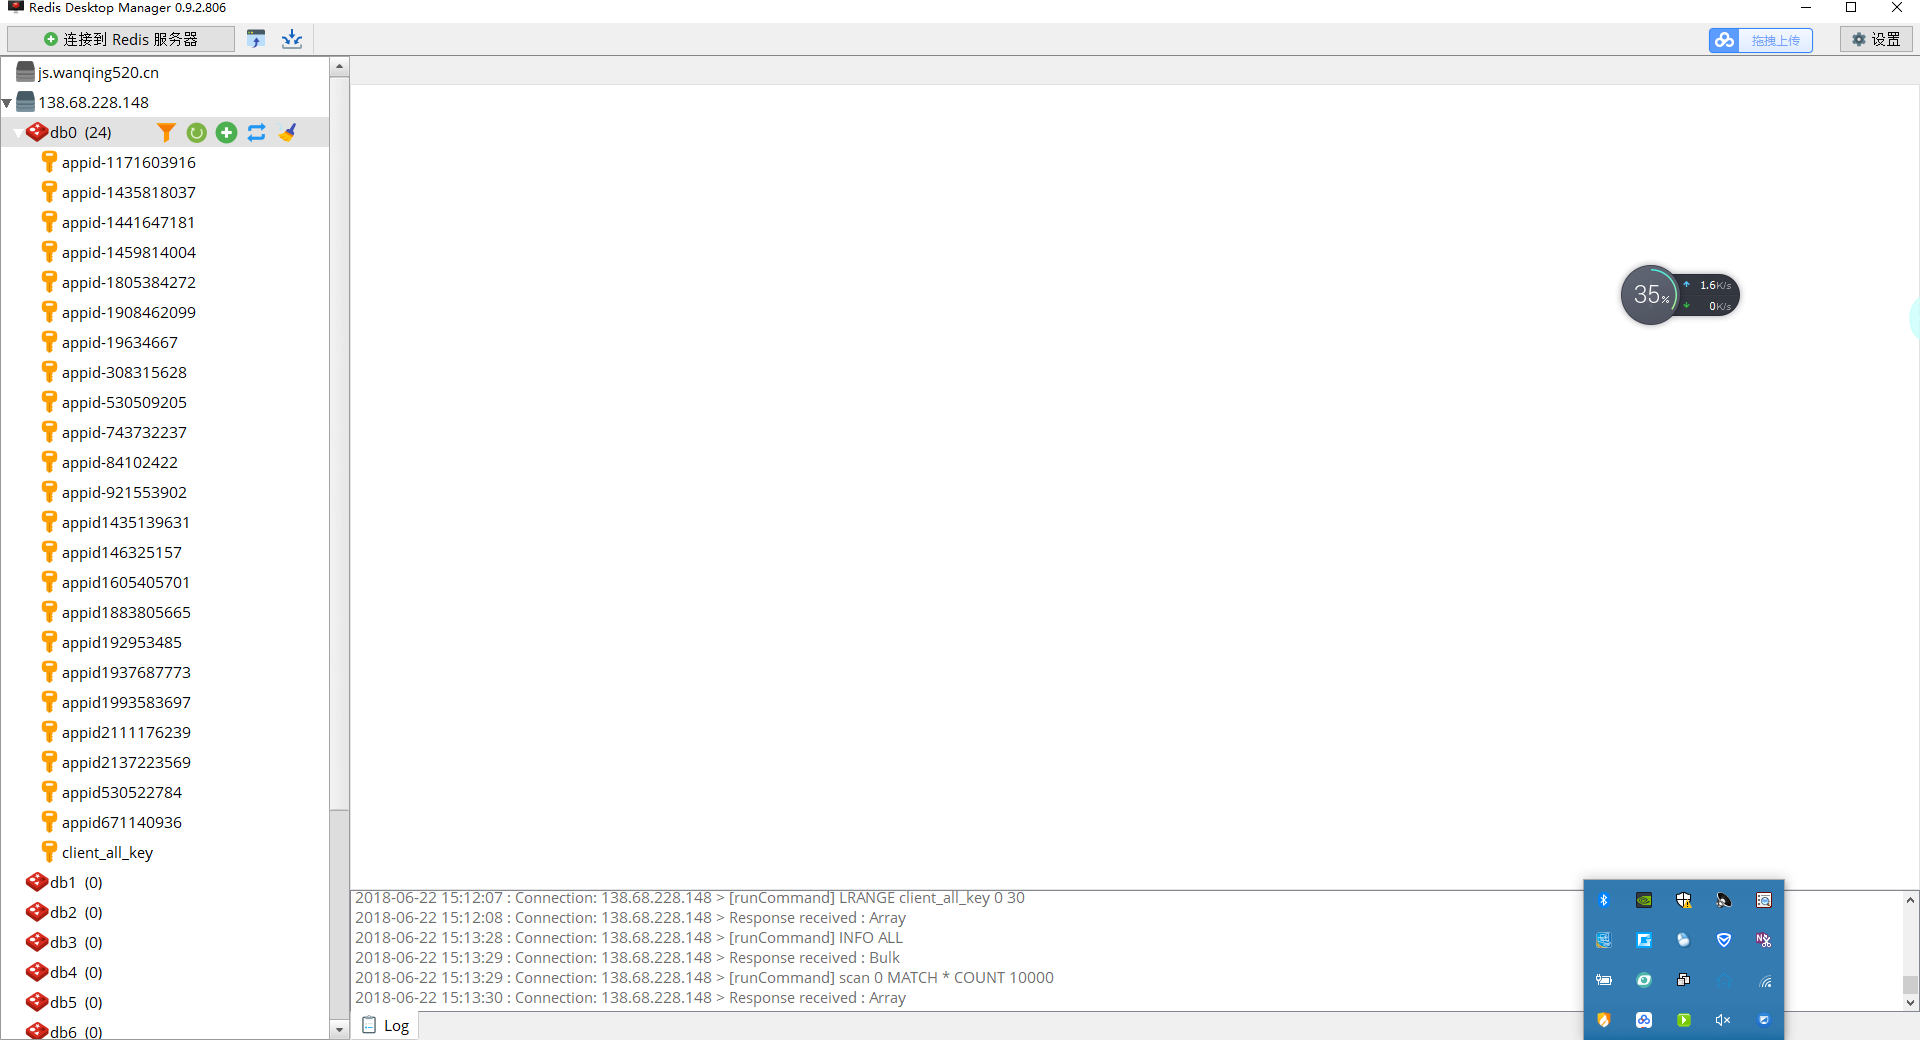 Redis Desktop Manager 0.9.2.806
连接到 Redis 服务器
拖拽上传
设置
js.wanqing520.cn
138.68.228.148
db0 (24)
appid-1171603916
appid-1435818037
appid-1441647181
appid-1459814004
appid-1805384272
appid-1908462099
appid-19634667
appid-308315628
appid-530509205
appid-743732237
appid-84102422
appid-921553902
appid1435139631
appid146325157
appid1605405701
appid1883805665
appid192953485
appid1937687773
appid1993583697
appid2111176239
appid2137223569
appid530522784
appid671140936
client_all_key
db1 (0)
db2 (0)
db3 (0)
db4 (0)
db5 (0)
db6 (0)
35%
1.6K/s
0K/s
2018-06-22 15:12:07 : Connection: 138.68.228.148 > [runCommand] LRANGE client_all_key 0 30
2018-06-22 15:12:08 : Connection: 138.68.228.148 > Response received : Array
2018-06-22 15:13:28 : Connection: 138.68.228.148 > [runCommand] INFO ALL
2018-06-22 15:13:29 : Connection: 138.68.228.148 > Response received : Bulk
2018-06-22 15:13:29 : Connection: 138.68.228.148 > [runCommand] scan 0 MATCH * COUNT 10000
2018-06-22 15:13:30 : Connection: 138.68.228.148 > Response received : Array
Log